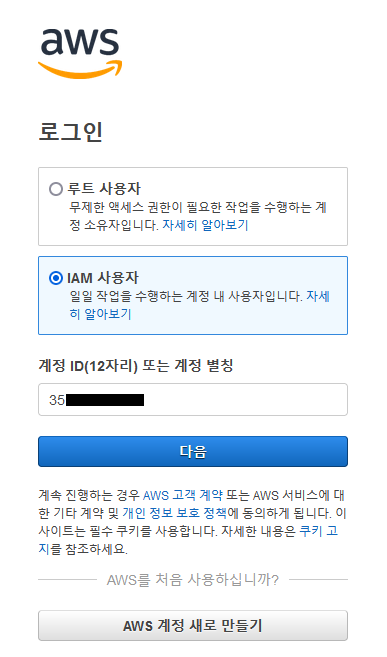 aws
로그인
루트 사용자
무제한 액세스 권한이 필요한 작업을 수행하는 계
정 소유자입니다. 자세히 알아보기
IAM 사용자
일일 작업을 수행하는 계정 내 사용자입니다. 자세
히 알아보기
계정 ID(12자리) 또는 계정 별칭
35
다음
계속 진행하는 경우 AWS 고객 계약 또는 AWS 서비스에 대
한 기타 계약 및 개인 정보 보호 정책에 동의하게 됩니다. 이
사이트는 필수 쿠키를 사용합니다. 자세한 내용은 쿠키 고
지를 참조하세요.
AWS를 처음 사용하십니까?
AWS 계정 새로 만들기